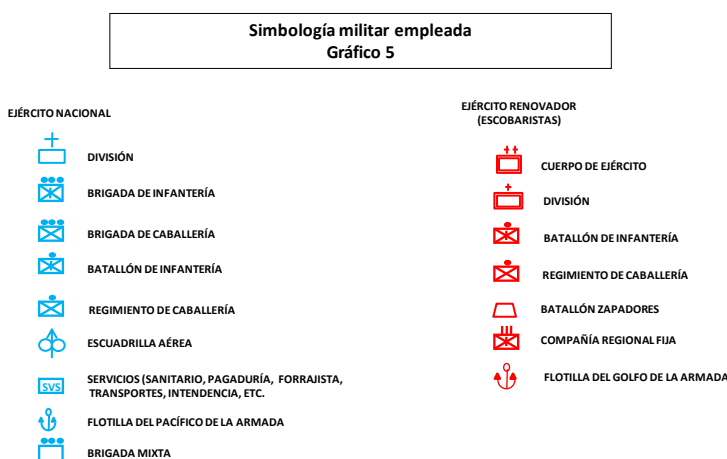 Simbología militar empleada
Gráfico 5
EJÉRCITO NACIONAL
DIVISIÓN
BRIGADA DE INFANTERÍA
BRIGADA DE CABALLERÍA
BATALLÓN DE INFANTERÍA
REGIMIENTO DE CABALLERÍA
ESCUADRILLA AÉREA
SVS
SERVICIOS (SANITARIO, PAGADURÍA, FORRAJISTA,
TRANSPORTES, INTENDENCIA, ETC.
FLOTILLA DEL PACÍFICO DE LA ARMADA
BRIGADA MIXTA
EJÉRCITO RENOVADOR
(ESCOBARISTAS)
CUERPO DE EJÉRCITO
DIVISIÓN
BATALLÓN DE INFANTERÍA
REGIMIENTO DE CABALLERÍA
BATALLÓN ZAPADORES
COMPAÑÍA REGIONAL FIJA
FLOTILLA DEL GOLFO DE LA ARMADA